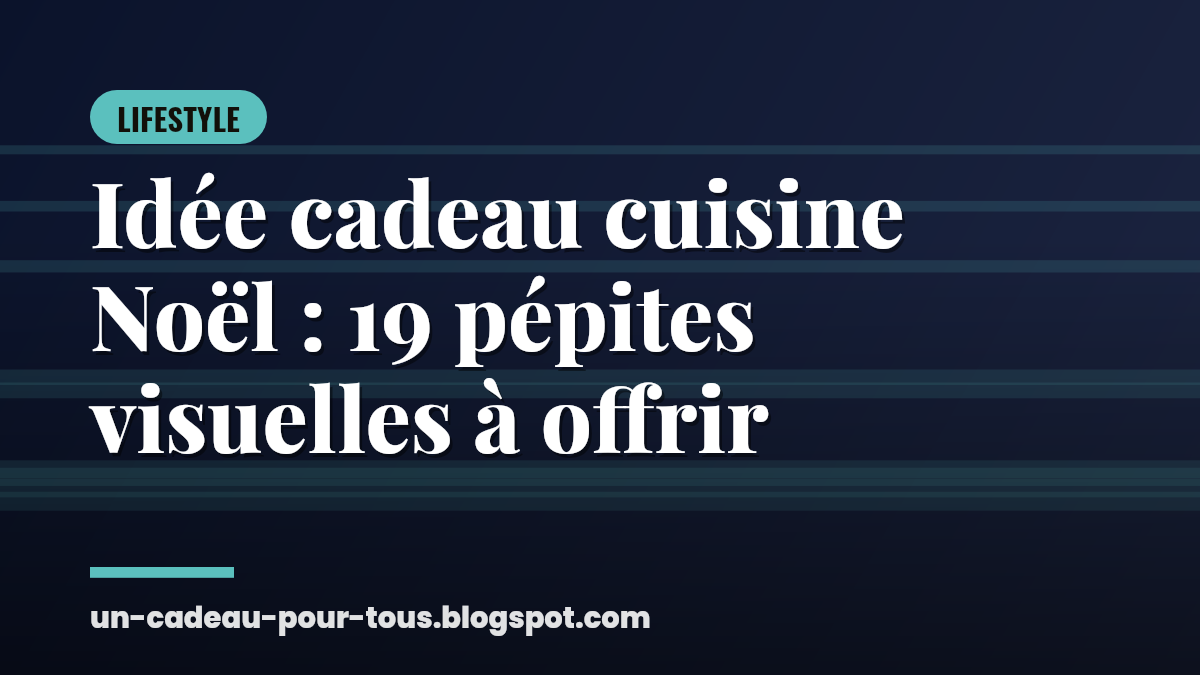 LIFESTYLE
Idée cadeau cuisine
Noël : 19 pépites
visuelles à offrir
un-cadeau-pour-tous.blogspot.com